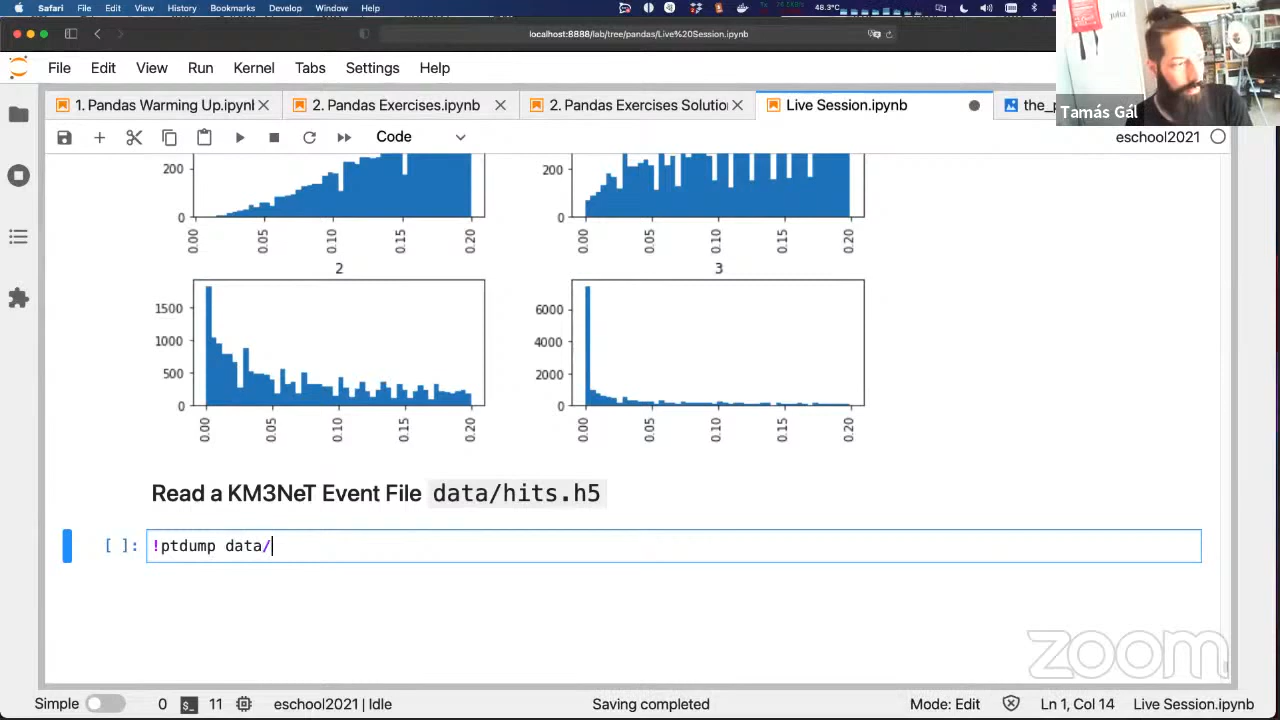 Safari File Edit View History Bookmarks Develop Window Help 48.3°C
localhost:8888/lab/tree/pandas/Live%20Session.ipynb
File Edit View Run Kernel Tabs Settings Help
1. Pandas Warming Up.ipynl
2. Pandas Exercises.ipynb
2. Pandas Exercises Solutio
Live Session.ipynb
the_p
Tamás Gál
Code
eschool2021
200
0
0.00 0.05 0.10 0.15 0.20
200
0
0.00 0.05 0.10 0.15 0.20
2
1500
1000
500
0
0.00 0.05 0.10 0.15 0.20
3
6000
4000
2000
0
0.00 0.05 0.10 0.15 0.20
Read a KM3NeT Event File data/hits.h5
[ ]: !ptdump data/
zoom
Simple 0 $_ 11 eschool2021 | Idle Saving completed Mode: Edit Ln 1, Col 14 Live Session.ipynb